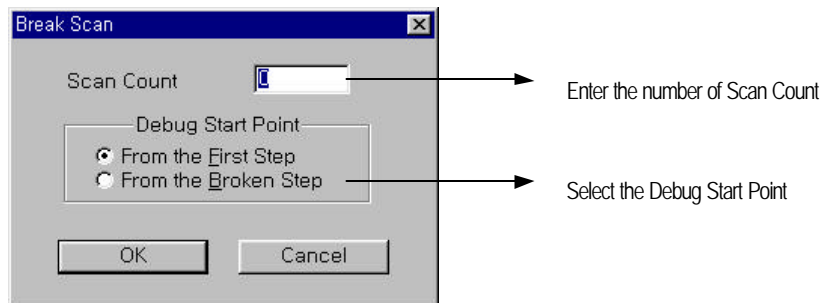 Break Scan
Scan Count
Enter the number of Scan Count
Debug Start Point
From the First Step
From the Broken Step
Select the Debug Start Point
OK
Cancel